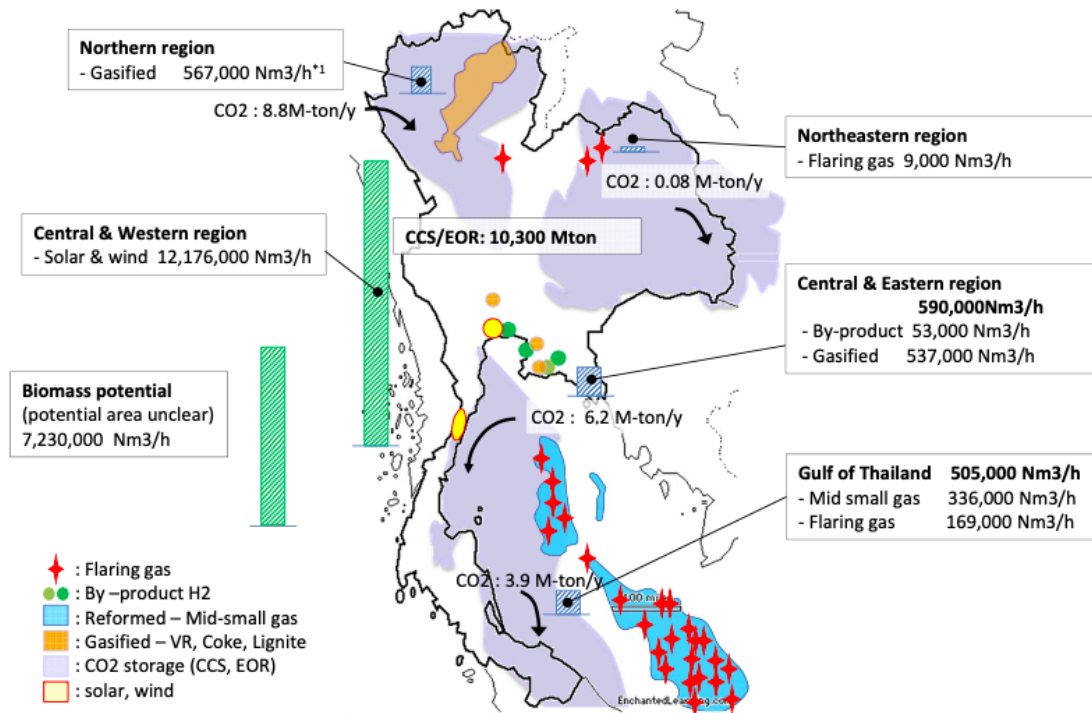 Northern region
- Gasified 567,000 Nm3/h*1
CO2 : 8.8M-ton/y
Northeastern region
- Flaring gas 9,000 Nm3/h
CO2 : 0.08 M-ton/y
Central & Western region
- Solar & wind 12,176,000 Nm3/h
CCS/EOR: 10,300 Mton
Central & Eastern region
590,000Nm3/h
- By-product 53,000 Nm3/h
- Gasified 537,000 Nm3/h
Biomass potential
(potential area unclear)
7,230,000 Nm3/h
CO2 : 6.2 M-ton/y
Gulf of Thailand 505,000 Nm3/h
- Mid small gas 336,000 Nm3/h
- Flaring gas 169,000 Nm3/h
CO2 : 3.9 M-ton/y
: Flaring gas
: By –product H2
: Reformed – Mid-small gas
: Gasified – VR, Coke, Lignite
: CO2 storage (CCS, EOR)
: solar, wind